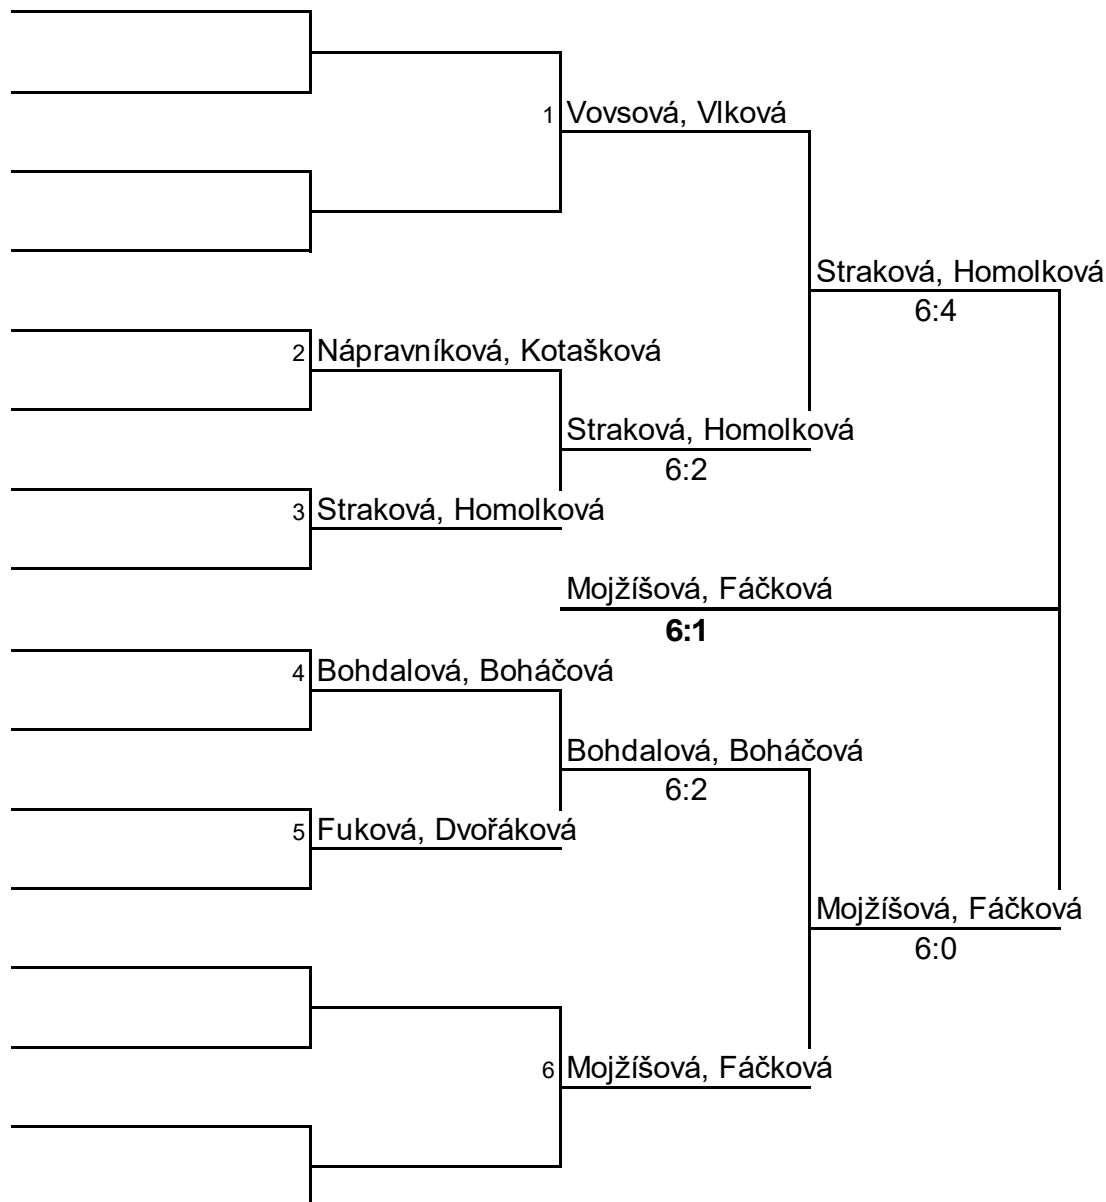 1 Vovsová, Vlková
Straková, Homolková
6:4
2 Nápravníková, Kotašková
Straková, Homolková
6:2
3 Straková, Homolková
Mojžíšová, Fáčková
6:1
4 Bohdalová, Boháčová
Bohdalová, Boháčová
6:2
5 Fuková, Dvořáková
Mojžíšová, Fáčková
6:0
6 Mojžíšová, Fáčková